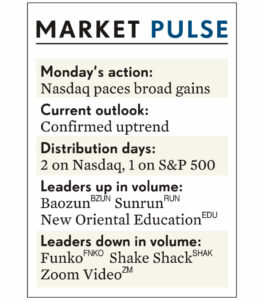 MARKET PULSE
Monday's action:
Nasdaq paces broad gains
Current outlook:
Confirmed uptrend
Distribution days:
2 on Nasdaq, 1 on S&P 500
Leaders up in volume:
Baozun BZUN Sunrun RUN
New Oriental Education EDU
Leaders down in volume:
Funko FNKO Shake Shack SHAK
Zoom Video ZM